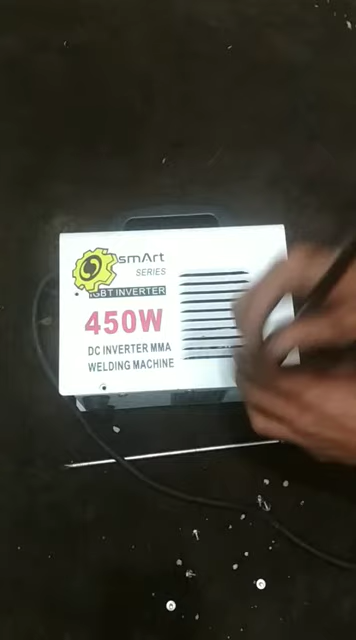 smArt
SERIES
IGBT INVERTER
450W
DC INVERTER MMA
WELDING MACHINE